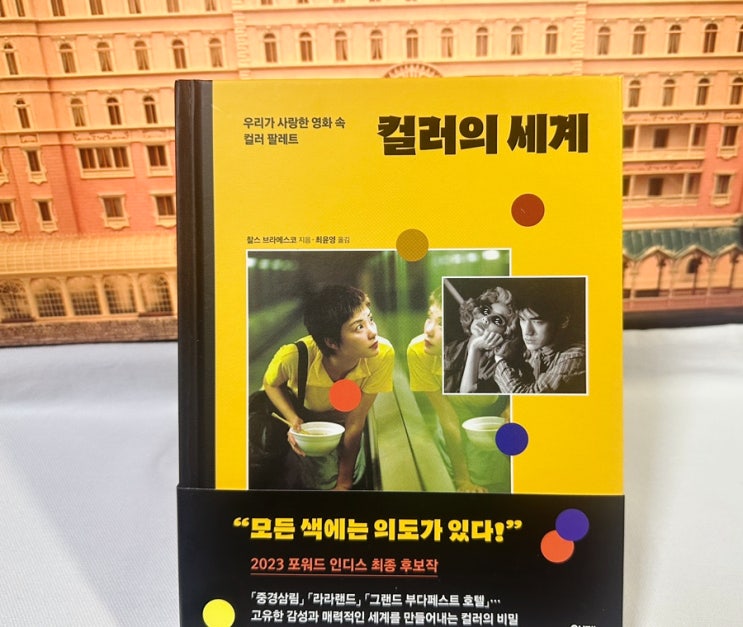 우리가 사랑한 영화 속
컬러 팔레트
컬러의 세계
찰스 브라메스코 지음 · 최윤영 옮김
“모든 색에는 의도가 있다!”
2023 포워드 인디스 최종 후보작
「중경삼림」 「라라랜드」 「그랜드 부다페스트 호텔」…
고유한 감성과 매력적인 세계를 만들어내는 컬러의 비밀